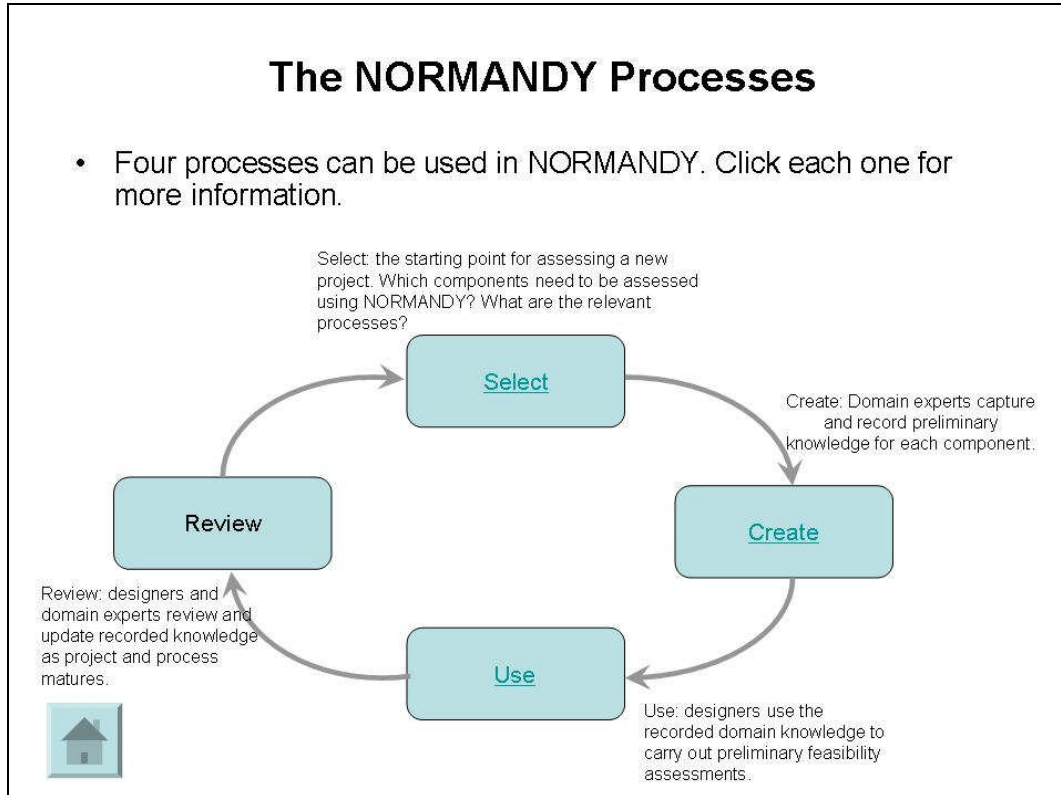 The NORMANDY Processes
• Four processes can be used in NORMANDY. Click each one for
more information.
Select: the starting point for assessing a new
project. Which components need to be assessed
using NORMANDY? What are the relevant
processes?
Select
Create: Domain experts capture
and record preliminary
knowledge for each component.
Create
Use
Use: designers use the
recorded domain knowledge to
carry out preliminary feasibility
assessments.
Review
Review: designers and
domain experts review and
update recorded knowledge
as project and process
matures.